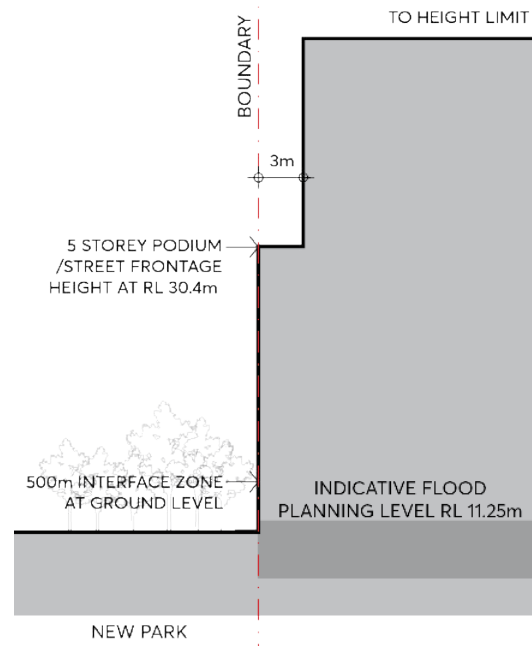 TO HEIGHT LIMIT
BOUNDARY
3m
5 STOREY PODIUM
/STREET FRONTAGE
HEIGHT AT RL 30.4m
500m INTERFACE ZONE
AT GROUND LEVEL
INDICATIVE FLOOD
PLANNING LEVEL RL 11.25m
NEW PARK